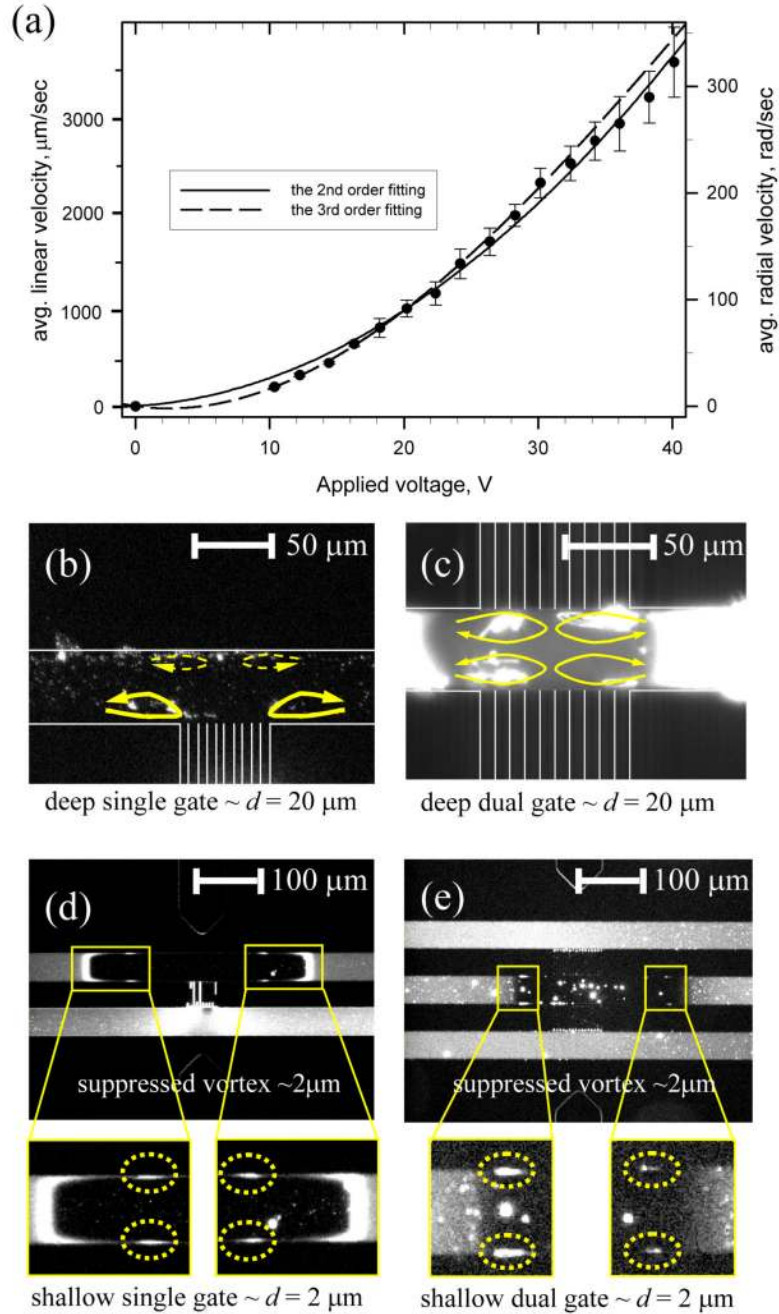 (a)
avg. linear velocity, μm/sec
3000
2000
1000
0
the 2nd order fitting
the 3rd order fitting
300
200
100
0
avg. radial velocity, rad/sec
0 10 20 30 40
Applied voltage, V
(b) 50 μm
(c) 50 μm
deep single gate ~ d = 20 μm
deep dual gate ~ d = 20 μm
(d) 100 μm
suppressed vortex ~2μm
(e) 100 μm
suppressed vortex ~2μm
shallow single gate ~ d = 2 μm
shallow dual gate ~ d = 2 μm